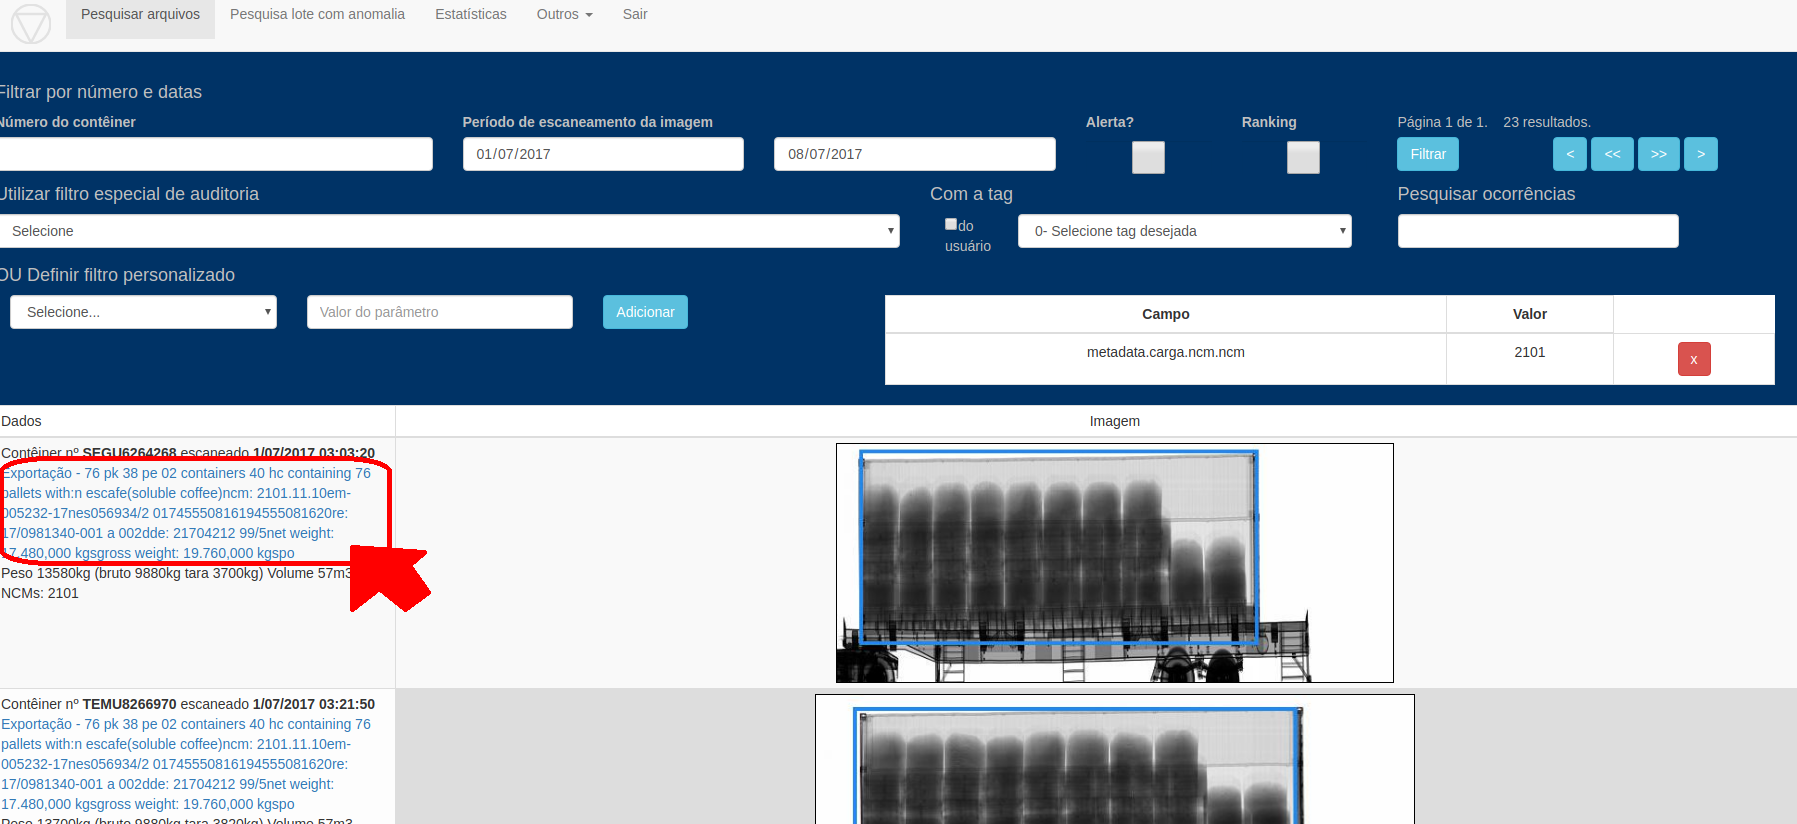 Pesquisar arquivos Pesquisa lote com anomalia Estatísticas Outros Sair
Filtrar por número e datas
Número do contêiner Período de escaneamento da imagem Alerta? Ranking Página 1 de 1. 23 resultados.
01/07/2017 08/07/2017 Filtrar < << >> >
Utilizar filtro especial de auditoria Com a tag Pesquisar ocorrências
Selecione do usuário 0- Selecione tag desejada
OU Definir filtro personalizado
Selecione... Valor do parâmetro Adicionar
Campo Valor
metadata.carga.ncm.ncm 2101 x
Dados Imagem
Contêiner nº SEGU6264268 escaneado 1/07/2017 03:03:20
Exportação - 76 pk 38 pe 02 containers 40 hc containing 76
pallets with:n escafe(soluble coffee)ncm: 2101.11.10em-
005232-17nes056934/2 01745550816194555081620re:
17/0981340-001 a 002dde: 21704212 99/5net weight:
17.480,000 kgsgross weight: 19.760,000 kgspo
Peso 13580kg (bruto 9880kg tara 3700kg) Volume 57m3
NCMs: 2101
Contêiner nº TEMU8266970 escaneado 1/07/2017 03:21:50
Exportação - 76 pk 38 pe 02 containers 40 hc containing 76
pallets with:n escafe(soluble coffee)ncm: 2101.11.10em-
005232-17nes056934/2 01745550816194555081620re:
17/0981340-001 a 002dde: 21704212 99/5net weight:
17.480,000 kgsgross weight: 19.760,000 kgspo
Peso 13700kg (bruto 9880kg tara 3820kg) Volume 57m3